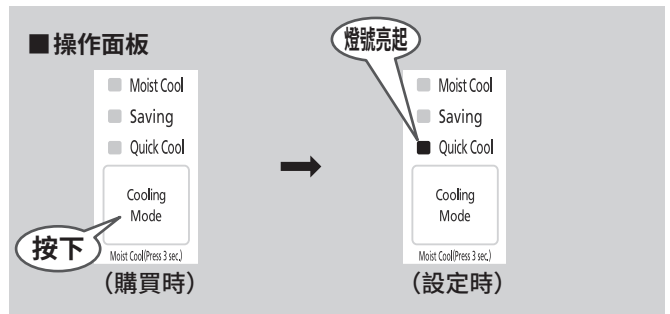 ■操作面板
燈號亮起
Moist Cool
Saving
Quick Cool
Cooling
Mode
按下
Moist Cool(Press 3 sec.)
(購買時)
Moist Cool
Saving
Quick Cool
Cooling
Mode
Moist Cool(Press 3 sec.)
(設定時)